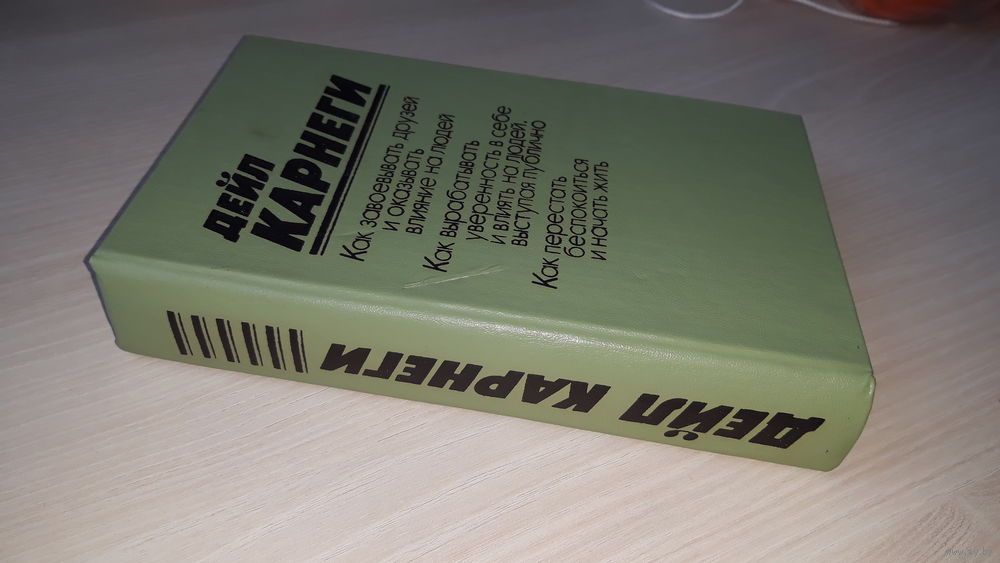 ДЕЙЛ
КАРНЕГИ
Как завоевывать друзей
и оказывать
влияние на людей
Как вырабатывать
уверенность в себе
и влиять на людей,
выступая публично
Как перестать
беспокоиться
и начать жить
ДЕЙЛ КАРНЕГИ